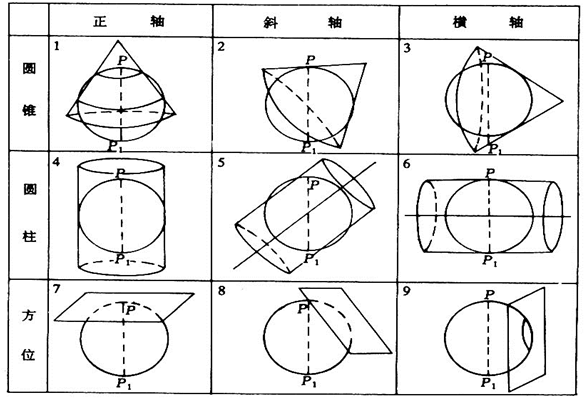 正 轴 斜 轴 横 轴
圆 锥
1 P P₁
2 P
3 P P₁
圆 柱
4 P P₁
5 P P₁
6 P P₁
方 位
7 P P₁
8 P P₁
9 P P₁